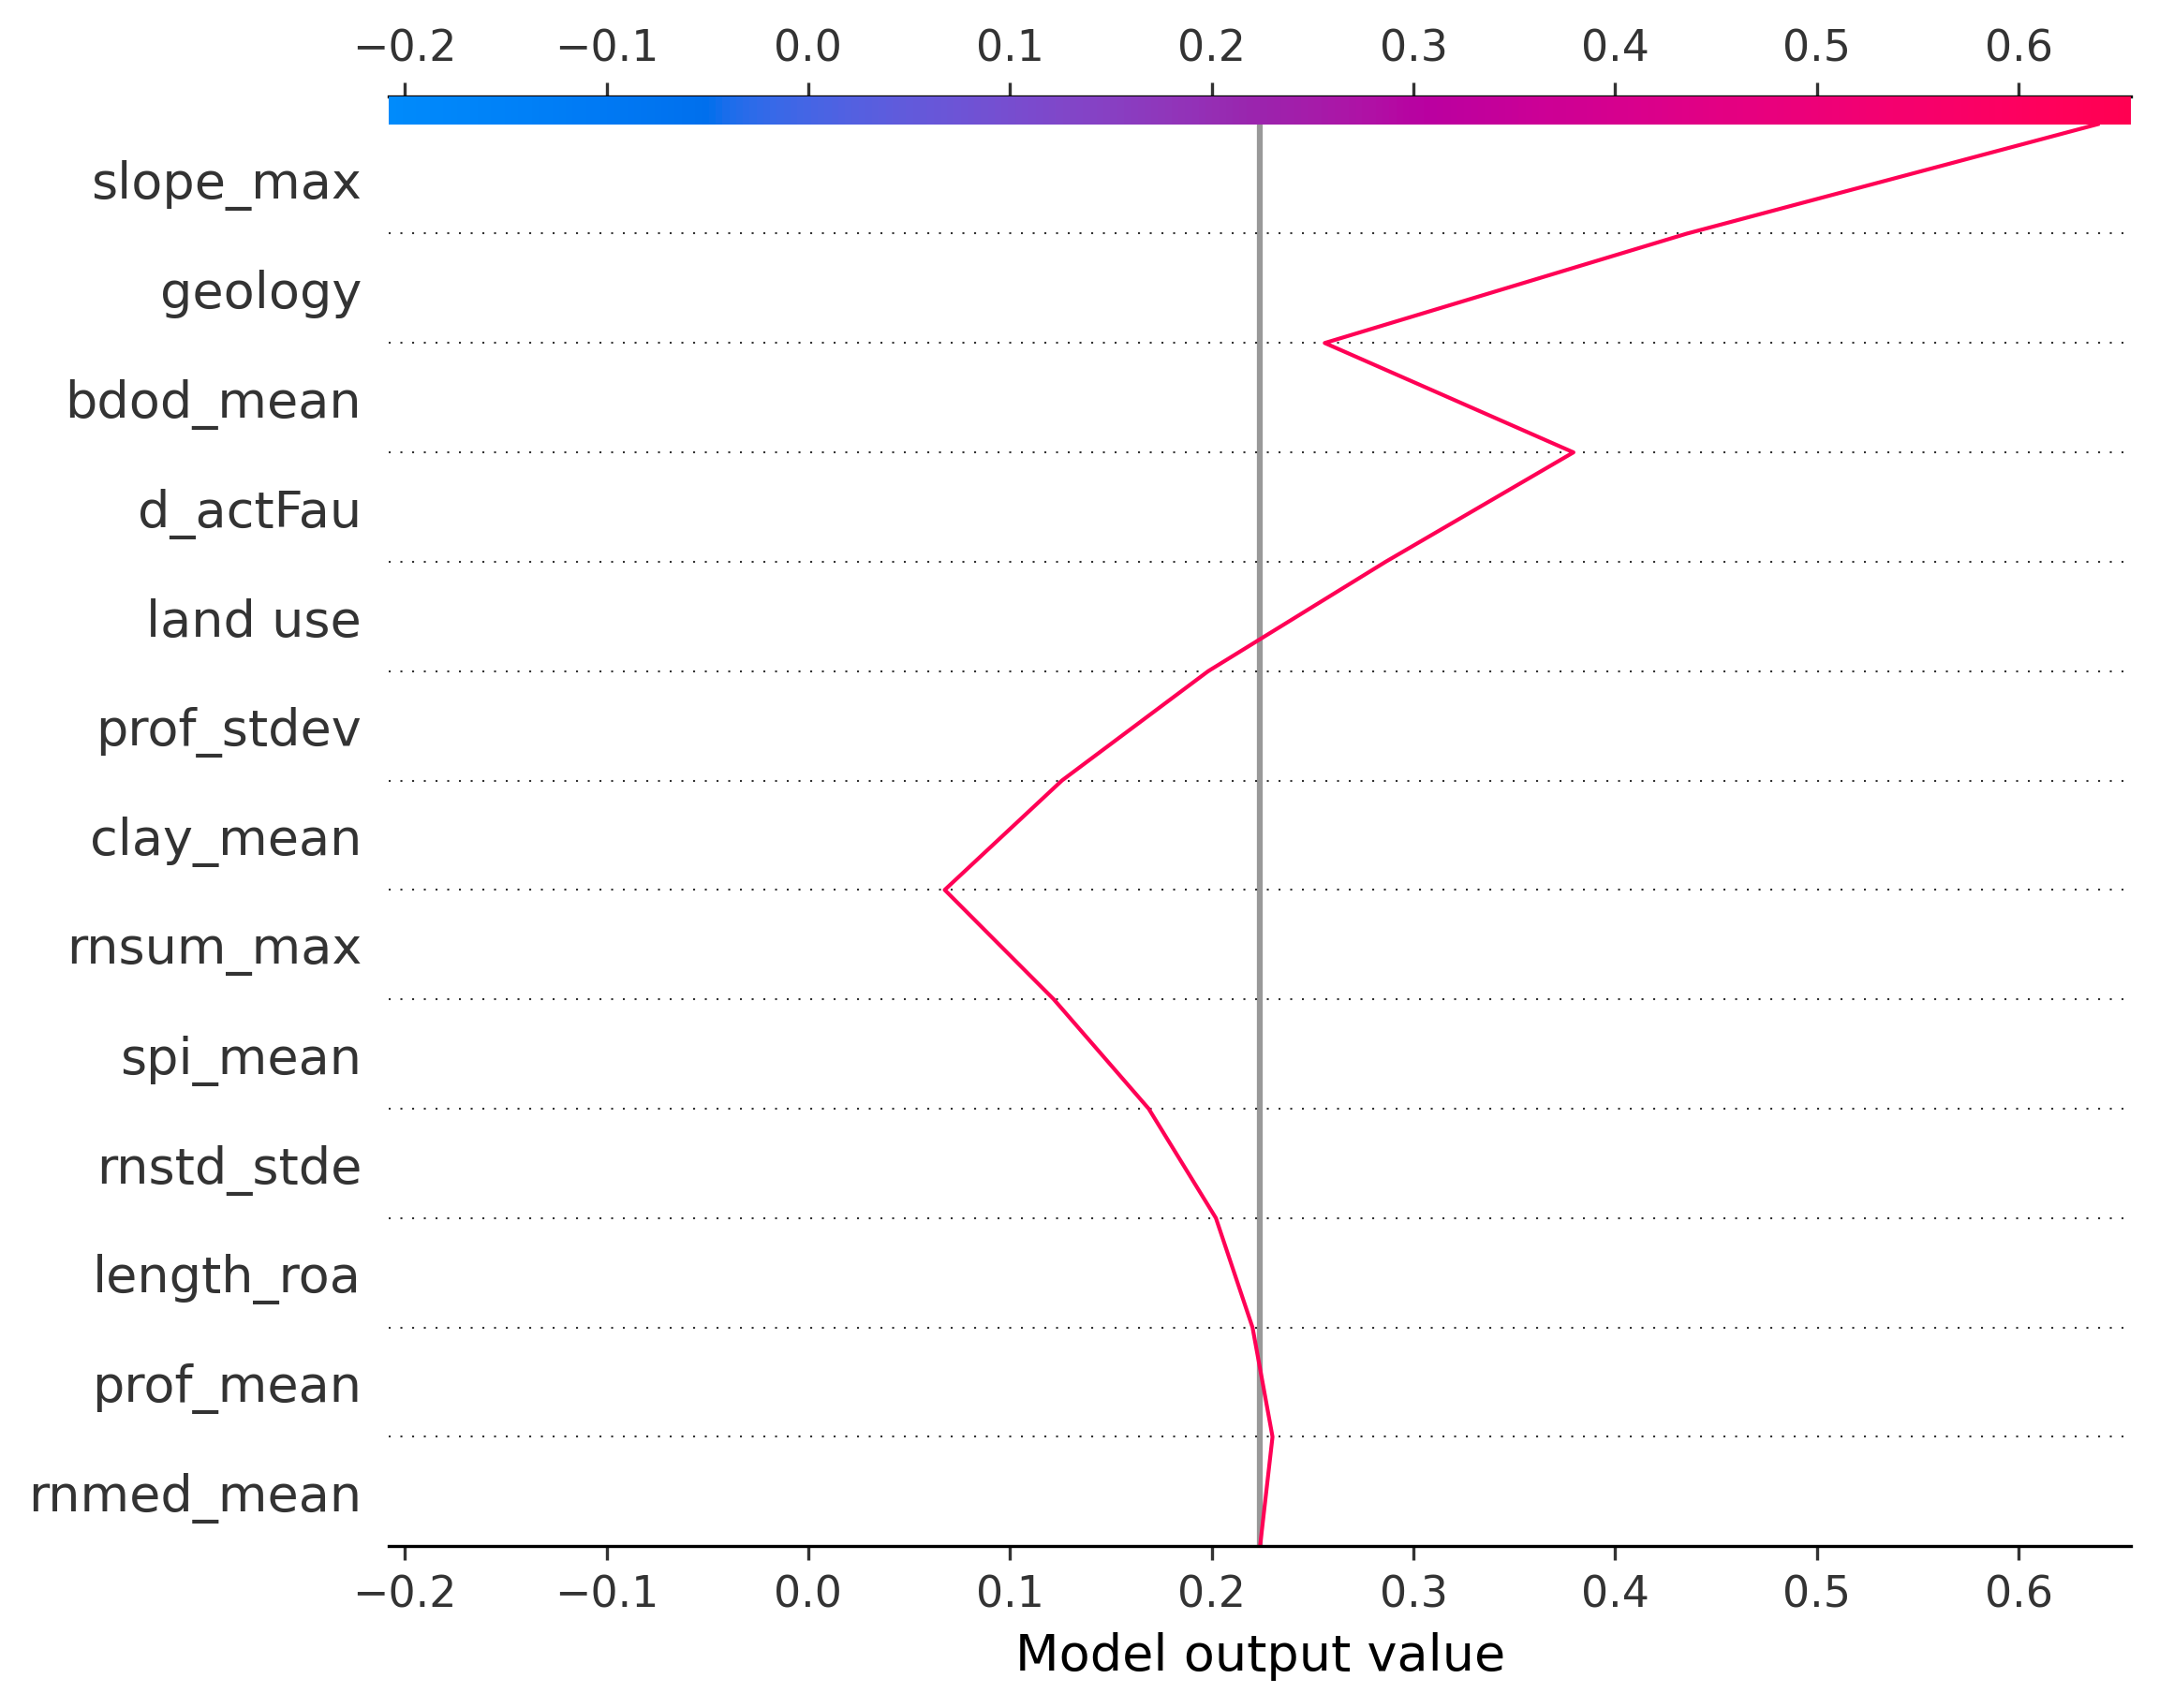 −0.2 −0.1 0.0 0.1 0.2 0.3 0.4 0.5 0.6
slope_max
geology
bdod_mean
d_actFau
land use
prof_stdev
clay_mean
rnsum_max
spi_mean
rnstd_stde
length_roa
prof_mean
rnmed_mean
−0.2 −0.1 0.0 0.1 0.2 0.3 0.4 0.5 0.6
Model output value